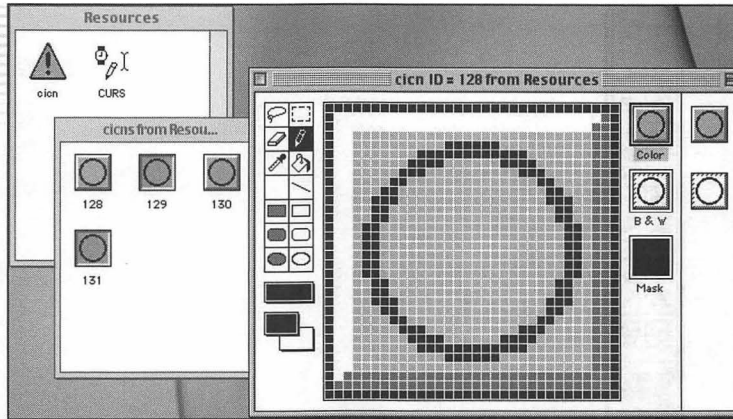 Resources
cicn
CURS
cicns from Resou...
128
129
130
131
cicn ID = 128 from Resources
Color
B & W
Mask